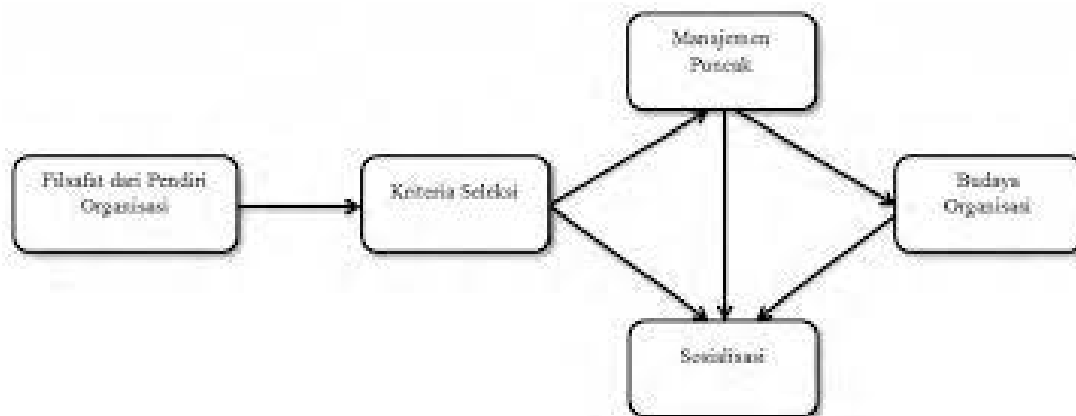 Manajemen
Puncak
Filsafat dari Pendiri
Organisasi
Kriteria Seleksi
Budaya
Organisasi
Sosialisasi